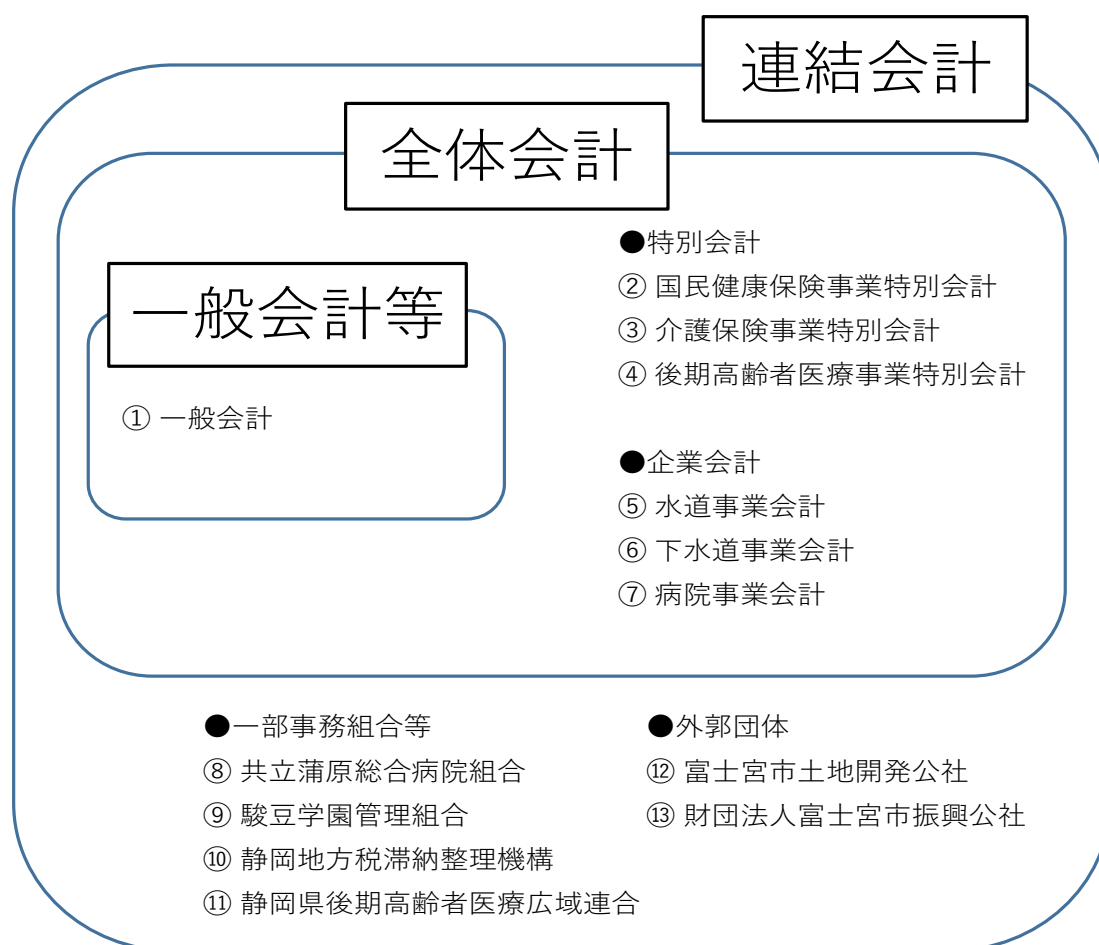 連結会計
全体会計
一般会計等
① 一般会計
●特別会計
② 国民健康保険事業特別会計
③ 介護保険事業特別会計
④ 後期高齢者医療事業特別会計
●企業会計
⑤ 水道事業会計
⑥ 下水道事業会計
⑦ 病院事業会計
●一部事務組合等
⑧ 共立蒲原総合病院組合
⑨ 駿豆学園管理組合
⑩ 静岡地方税滞納整理機構
⑪ 静岡県後期高齢者医療広域連合
●外郭団体
⑫ 富士宮市土地開発公社
⑬ 財団法人富士宮市振興公社